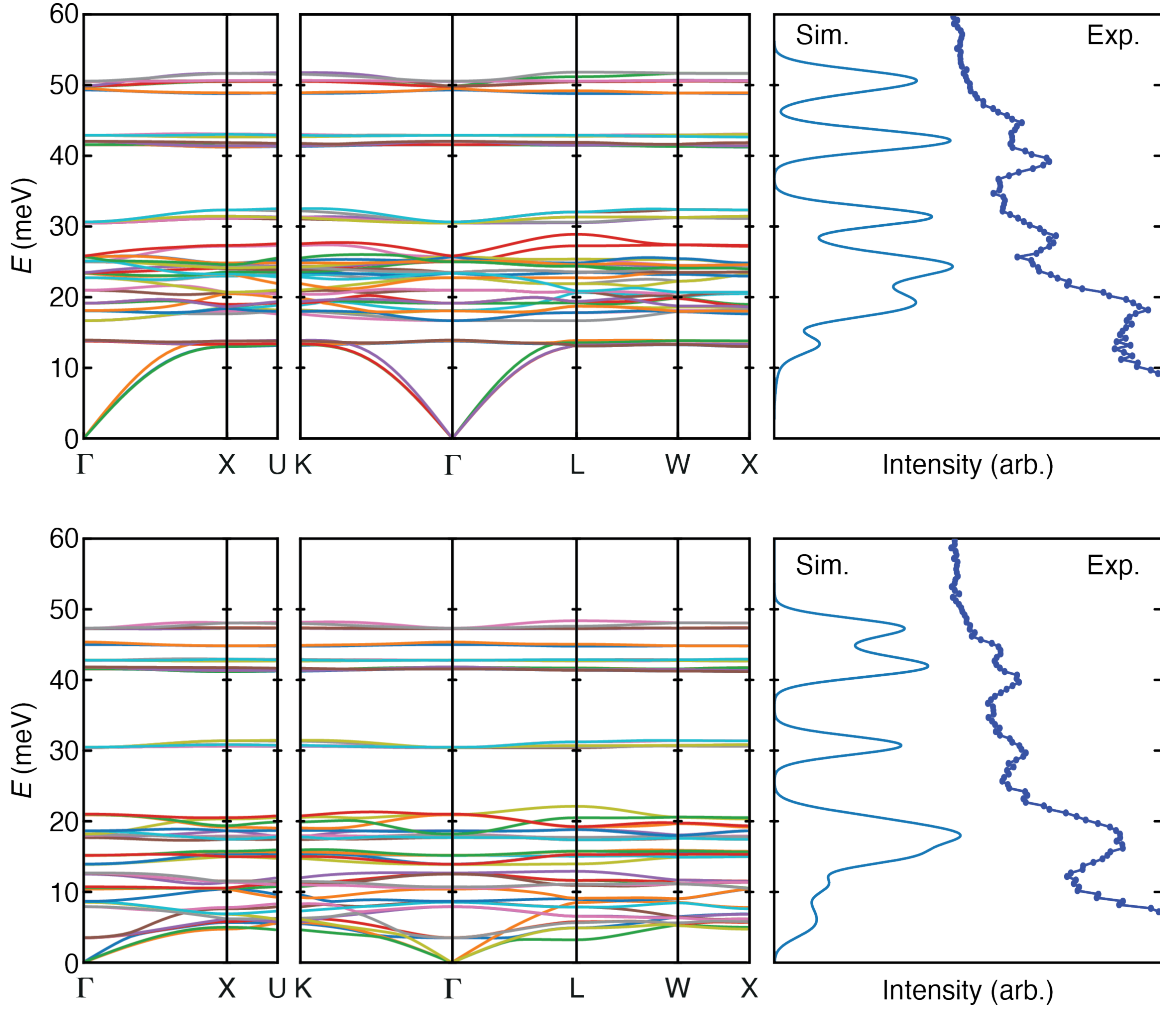 60
50
40
30
20
10
0
E (meV)
Γ X U K Γ L W X
Sim. Exp.
Intensity (arb.)
60
50
40
30
20
10
0
E (meV)
Γ X U K Γ L W X
Sim. Exp.
Intensity (arb.)